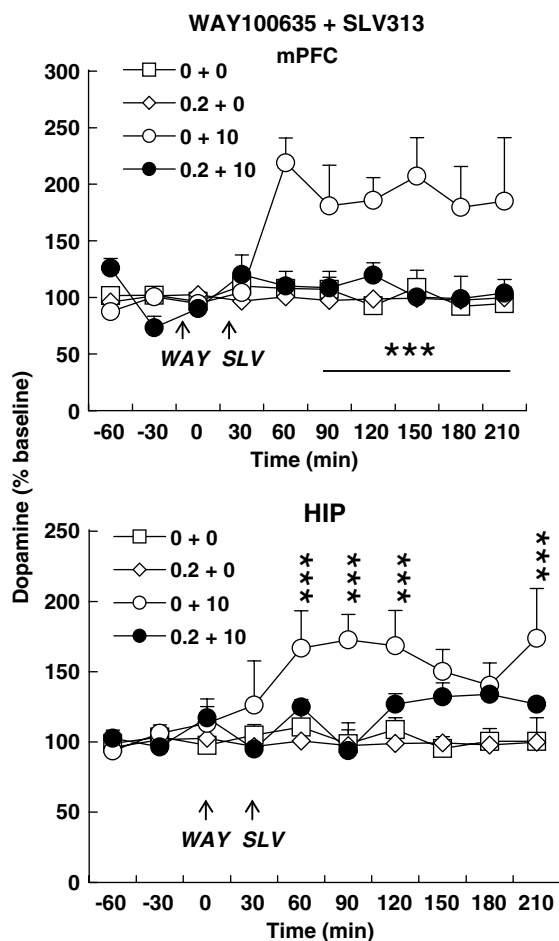 WAY100635 + SLV313
mPFC
300
250
200
150
100
50
0
0 + 0
0.2 + 0
0 + 10
0.2 + 10
WAY SLV
***
-60 -30 0 30 60 90 120 150 180 210
Time (min)
Dopamine (% baseline)
HIP
250
200
150
100
50
0
0 + 0
0.2 + 0
0 + 10
0.2 + 10
*** *** *** ***
WAY SLV
-60 -30 0 30 60 90 120 150 180 210
Time (min)